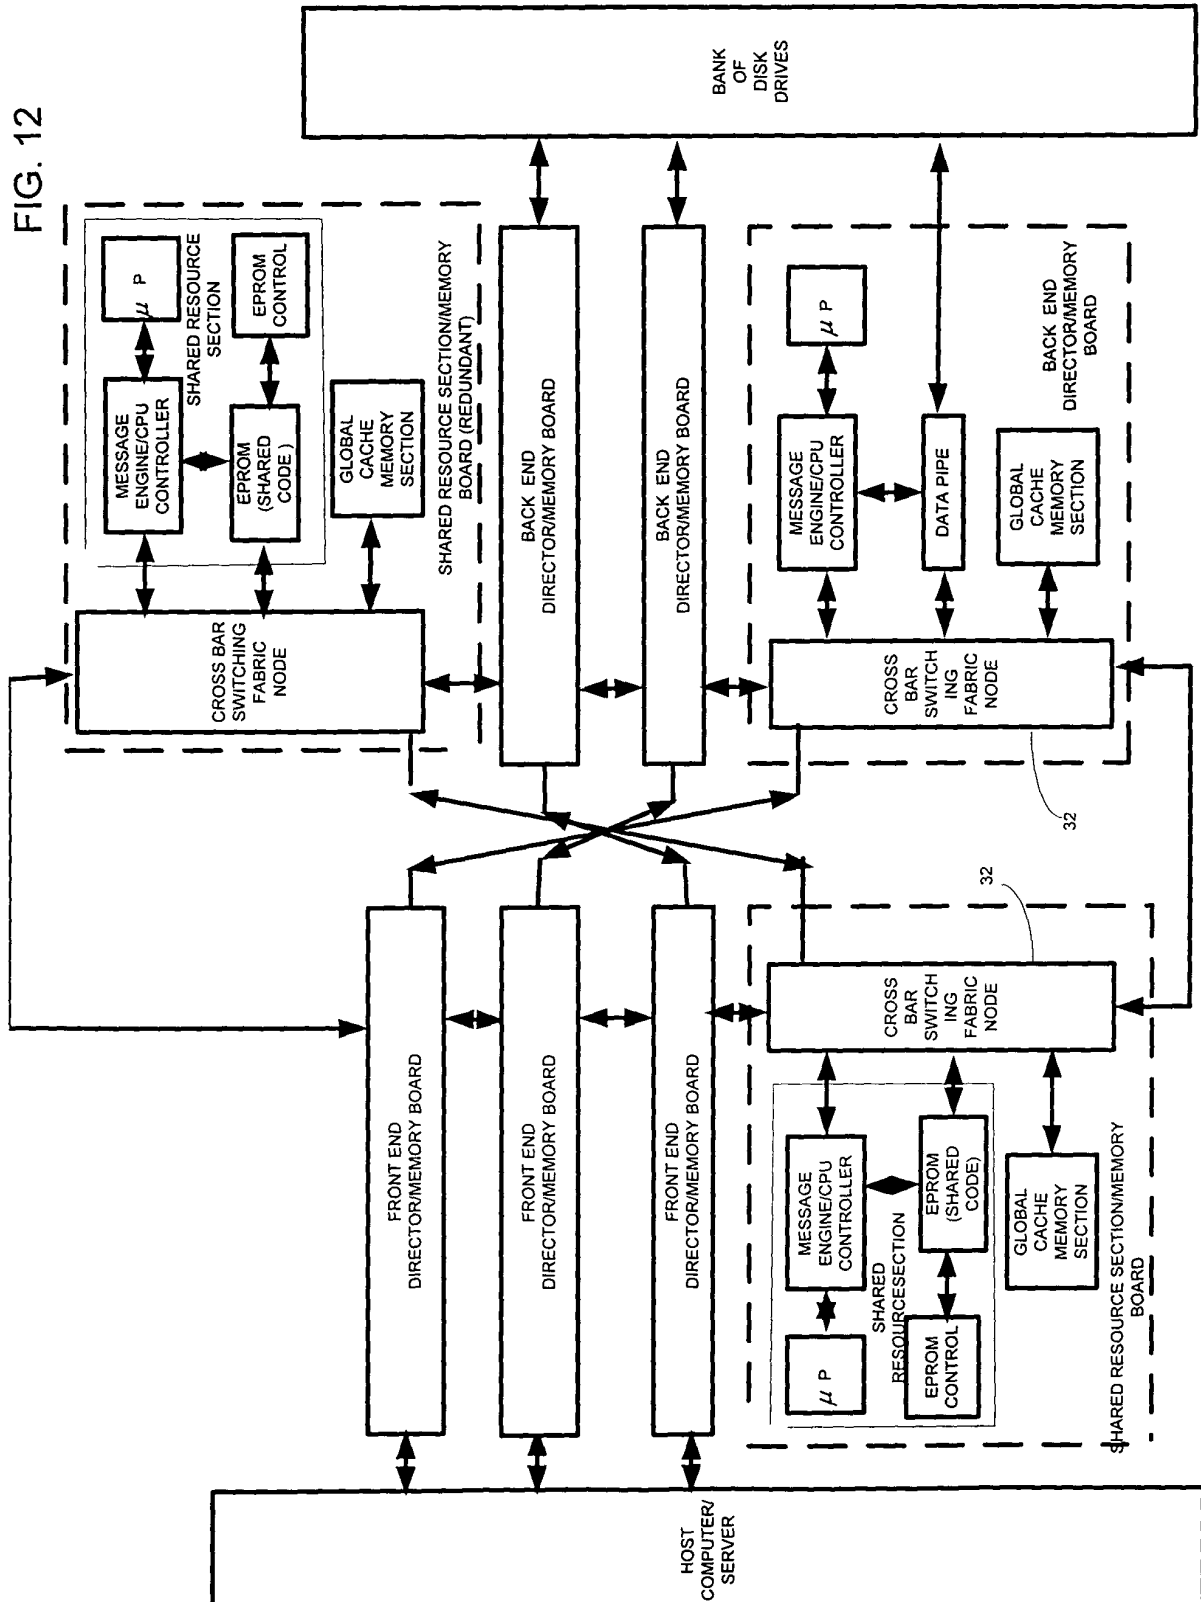 FIG. 12
HOST
COMPUTER/
SERVER
FRONT END
DIRECTOR/MEMORY BOARD
FRONT END
DIRECTOR/MEMORY BOARD
FRONT END
DIRECTOR/MEMORY BOARD
μ P
MESSAGE
ENGINE/CPU
CONTROLLER
SHARED
RESOURCESECTION
EPROM
CONTROL
EPROM
(SHARED
CODE)
GLOBAL
CACHE
MEMORY
SECTION
SHARED RESOURCE SECTION/MEMORY
BOARD
CROSS
BAR
SWITCH
ING
FABRIC
NODE
32
CROSS BAR
SWITCHING
FABRIC
NODE
MESSAGE
ENGINE/CPU
CONTROLLER
μ P
SHARED RESOURCE
SECTION
EPROM
(SHARED
CODE )
EPROM
CONTROL
GLOBAL
CACHE
MEMORY
SECTION
SHARED RESOURCE SECTION/MEMORY
BOARD (REDUNDANT)
BACK END
DIRECTOR/MEMORY BOARD
BACK END
DIRECTOR/MEMORY BOARD
CROSS
BAR
SWITCH
ING
FABRIC
NODE
32
MESSAGE
ENGINE/CPU
CONTROLLER
μ P
DATA PIPE
GLOBAL
CACHE
MEMORY
SECTION
BACK END
DIRECTOR/MEMORY
BOARD
BANK
OF
DISK
DRIVES